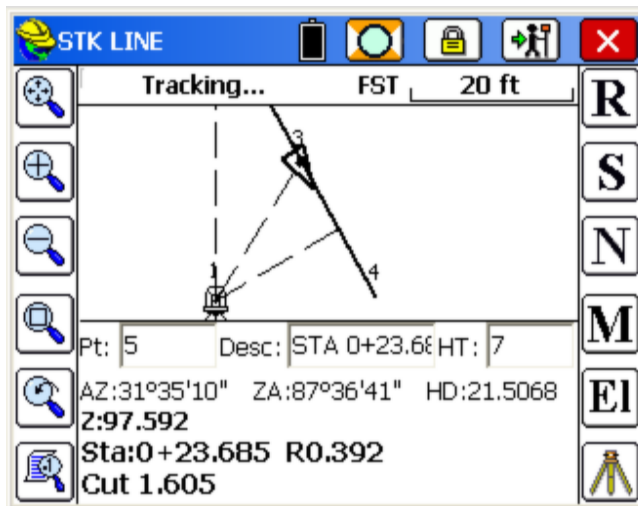 STK LINE
Tracking... FST 20 ft
R
S
N
M
El
3
1
4
Pt: 5 Desc: STA 0+23.68 HT: 7
AZ:31°35'10" ZA:87°36'41" HD:21.5068
Z:97.592
Sta:0+23.685 R0.392
Cut 1.605